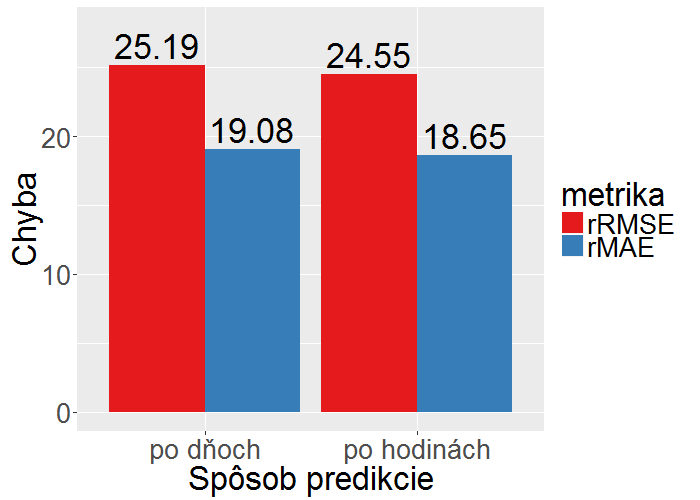 25.19
24.55
19.08
18.65
Chyba
20
10
0
po dňoch
po hodinách
Spôsob predikcie
metrika
rRMSE
rMAE